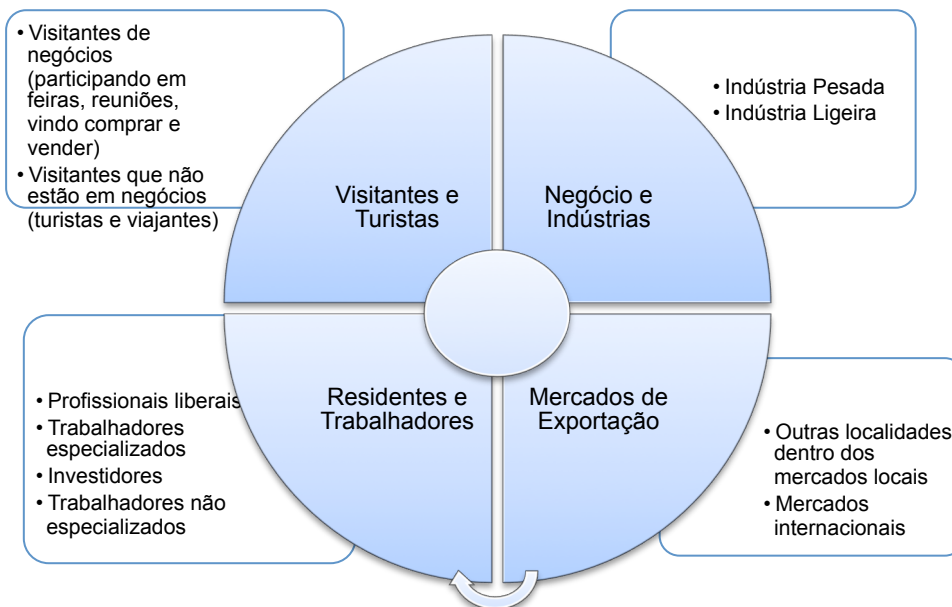 • Visitantes de
negócios
(participando em
feiras, reuniões,
vindo comprar e
vender)
• Visitantes que não
estão em negócios
(turistas e viajantes)
Visitantes e
Turistas
Negócio e
Indústrias
• Indústria Pesada
• Indústria Ligeira
• Profissionais liberais
• Trabalhadores
especializados
• Investidores
• Trabalhadores não
especializados
Residentes e
Trabalhadores
Mercados de
Exportação
• Outras localidades
dentro dos
mercados locais
• Mercados
internacionais